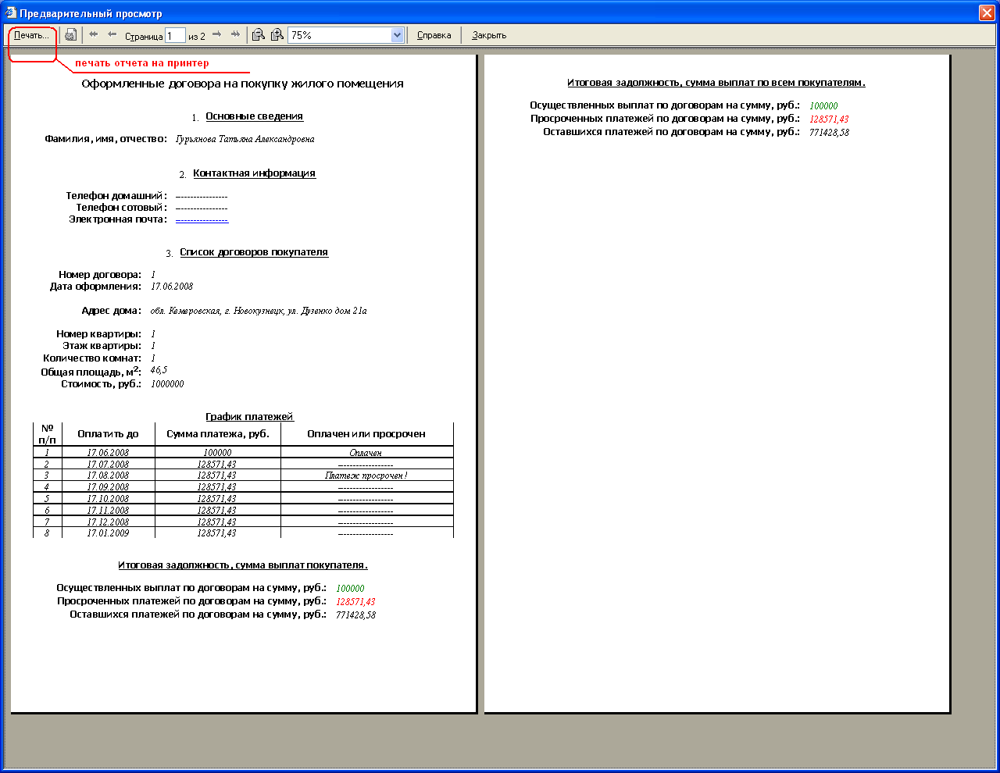 Предварительный просмотр
Печать... Страница 1 из 2 75% Справка Закрыть
печать отчета на принтер
Оформленные договора на покупку жилого помещения
1. Основные сведения
Фамилия, имя, отчество: Гурьянова Татьяна Александровна
2. Контактная информация
Телефон домашний: ----------------
Телефон сотовый: ----------------
Электронная почта: ----------------
3. Список договоров покупателя
Номер договора: 1
Дата оформления: 17.06.2008
Адрес дома: обл. Кемеровская, г. Новокузнецк, ул. Дузенко дом 21а
Номер квартиры: 1
Этаж квартиры: 1
Количество комнат: 1
Общая площадь, м²: 46,5
Стоимость, руб.: 1000000
График платежей
№ п/п Оплатить до Сумма платежа, руб. Оплачен или просрочен
1 17.06.2008 100000 Оплачен
2 17.07.2008 128571,43 -----------------
3 17.08.2008 128571,43 Платеж просрочен!
4 17.09.2008 128571,43 -----------------
5 17.10.2008 128571,43 -----------------
6 17.11.2008 128571,43 -----------------
7 17.12.2008 128571,43 -----------------
8 17.01.2009 128571,43 -----------------
Итоговая задолжность, сумма выплат покупателя.
Осуществленных выплат по договорам на сумму, руб.: 100000
Просроченных платежей по договорам на сумму, руб.: 128571,43
Оставшихся платежей по договорам на сумму, руб.: 771428,58
Итоговая задолжность, сумма выплат по всем покупателям.
Осуществленных выплат по договорам на сумму, руб.: 100000
Просроченных платежей по договорам на сумму, руб.: 128571,43
Оставшихся платежей по договорам на сумму, руб.: 771428,58